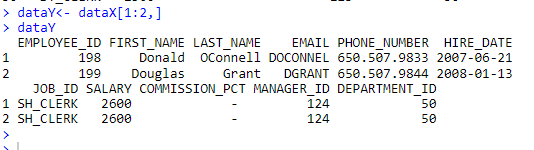 > dataY<- dataX[1:2,]
> dataY
  EMPLOYEE_ID FIRST_NAME LAST_NAME    EMAIL PHONE_NUMBER  HIRE_DATE
1         198     Donald  OConnell DOCONNEL 650.507.9833 2007-06-21
2         199    Douglas     Grant   DGRANT 650.507.9844 2008-01-13
    JOB_ID SALARY COMMISSION_PCT MANAGER_ID DEPARTMENT_ID
1 SH_CLERK   2600              -        124            50
2 SH_CLERK   2600              -        124            50
>
>